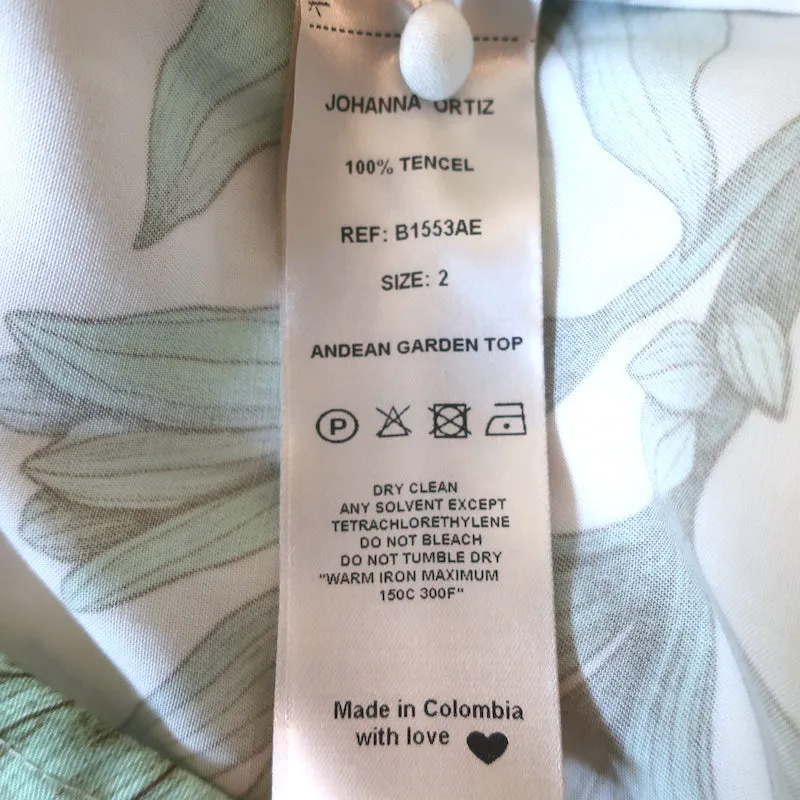 JOHANNA ORTIZ
100% TENCEL
REF: B1553AE
SIZE: 2
ANDEAN GARDEN TOP
P
DRY CLEAN
ANY SOLVENT EXCEPT
TETRACHLORETHYLENE
DO NOT BLEACH
DO NOT TUMBLE DRY
"WARM IRON MAXIMUM
150C 300F"
Made in Colombia
with love